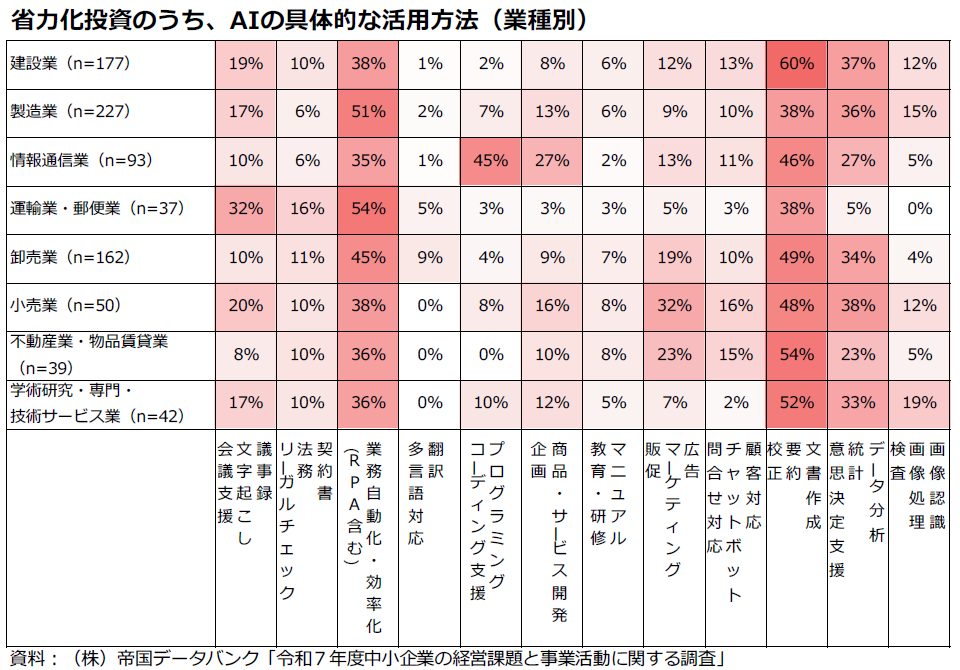 省力化投資のうち、AIの具体的な活用方法（業種別）
建設業（n=177） 19% 10% 38% 1% 2% 8% 6% 12% 13% 60% 37% 12%
製造業（n=227） 17% 6% 51% 2% 7% 13% 6% 9% 10% 38% 36% 15%
情報通信業（n=93） 10% 6% 35% 1% 45% 27% 2% 13% 11% 46% 27% 5%
運輸業・郵便業（n=37） 32% 16% 54% 5% 3% 3% 3% 5% 3% 38% 5% 0%
卸売業（n=162） 10% 11% 45% 9% 4% 9% 7% 19% 10% 49% 34% 4%
小売業（n=50） 20% 10% 38% 0% 8% 16% 8% 32% 16% 48% 38% 12%
不動産業・物品賃貸業
（n=39） 8% 10% 36% 0% 0% 10% 8% 23% 15% 54% 23% 5%
学術研究・専門・
技術サービス業（n=42） 17% 10% 36% 0% 10% 12% 5% 7% 2% 52% 33% 19%
議事録
文字起こし
会議支援
契約書
法務
リーガルチェック
業務自動化・効率化
（RPA含む）
翻訳
多言語対応
プログラミング
コーディング支援
商品・サービス開発
企画
マニュアル
教育・研修
広告
マーケティング
販促
顧客対応
チャットボット
問合せ対応
文書作成
要約
校正
データ分析
統計
意思決定支援
画像認識
画像処理
検査
資料：（株）帝国データバンク「令和７年度中小企業の経営課題と事業活動に関する調査」